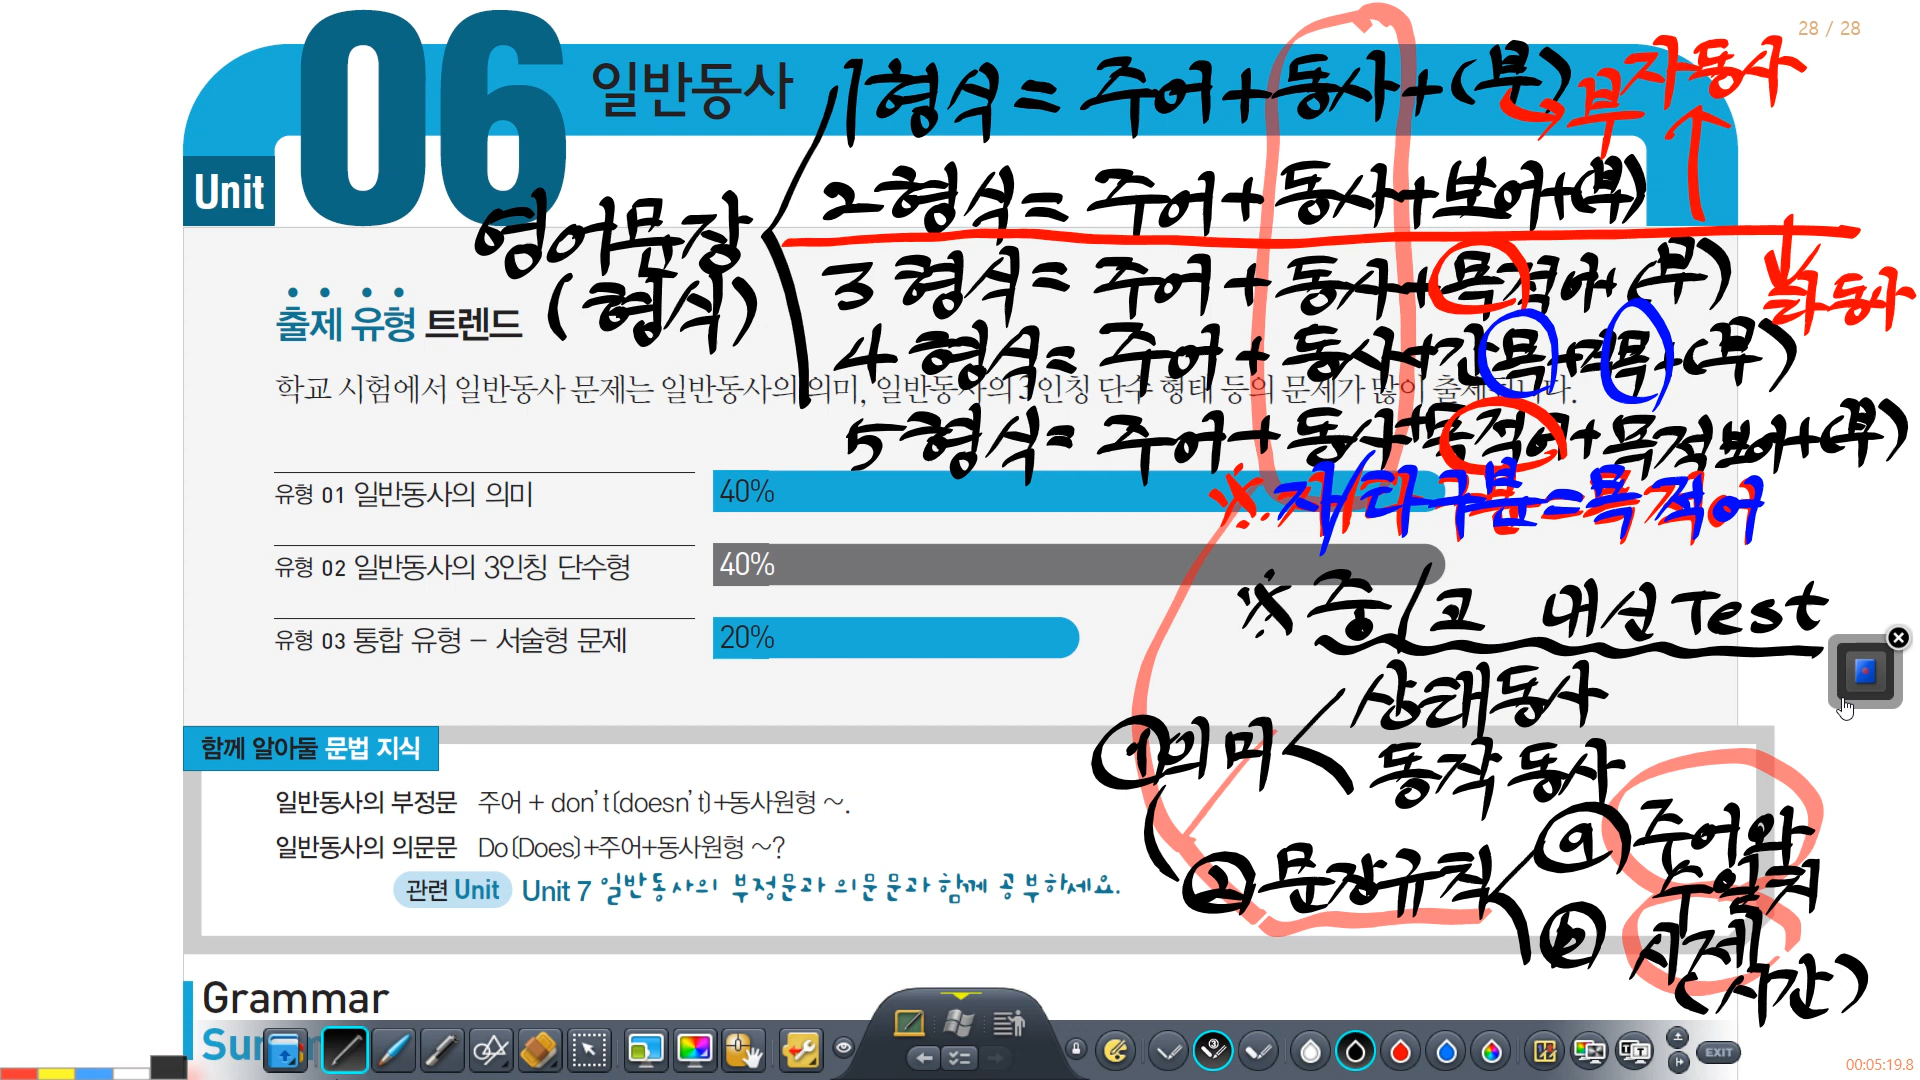 28 / 28
Unit 06 일반동사
1형식 = 주어+동사+(부)
부
자동사
2형식 = 주어+동사+보어+(부)
영어문장
(형식)
3형식 = 주어+동사+목적어+(부)
타동사
4형식 = 주어+동사+간목+직목+(부)
5형식 = 주어+동사+목적어+목적보어+(부)
출제 유형 트렌드
학교 시험에서 일반동사 문제는 일반동사의 의미, 일반동사의 3인칭 단수 형태 등의 문제가 많이 출제됩니다.
유형 01 일반동사의 의미 40%
※ 자/타 구분=목적어
유형 02 일반동사의 3인칭 단수형 40%
※ 중/고 내신 Test
유형 03 통합 유형 – 서술형 문제 20%
상태동사
① 의미
동작동사
② 문장규칙
ⓐ 주어와
수일치
ⓑ 시제
(시간)
함께 알아둘 문법 지식
일반동사의 부정문 주어 + don't(doesn't)+동사원형 ~.
일반동사의 의문문 Do(Does)+주어+동사원형 ~?
관련 Unit Unit 7 일반동사의 부정문과 의문문과 함께 공부하세요.
Grammar
EXIT
00:05:19.8